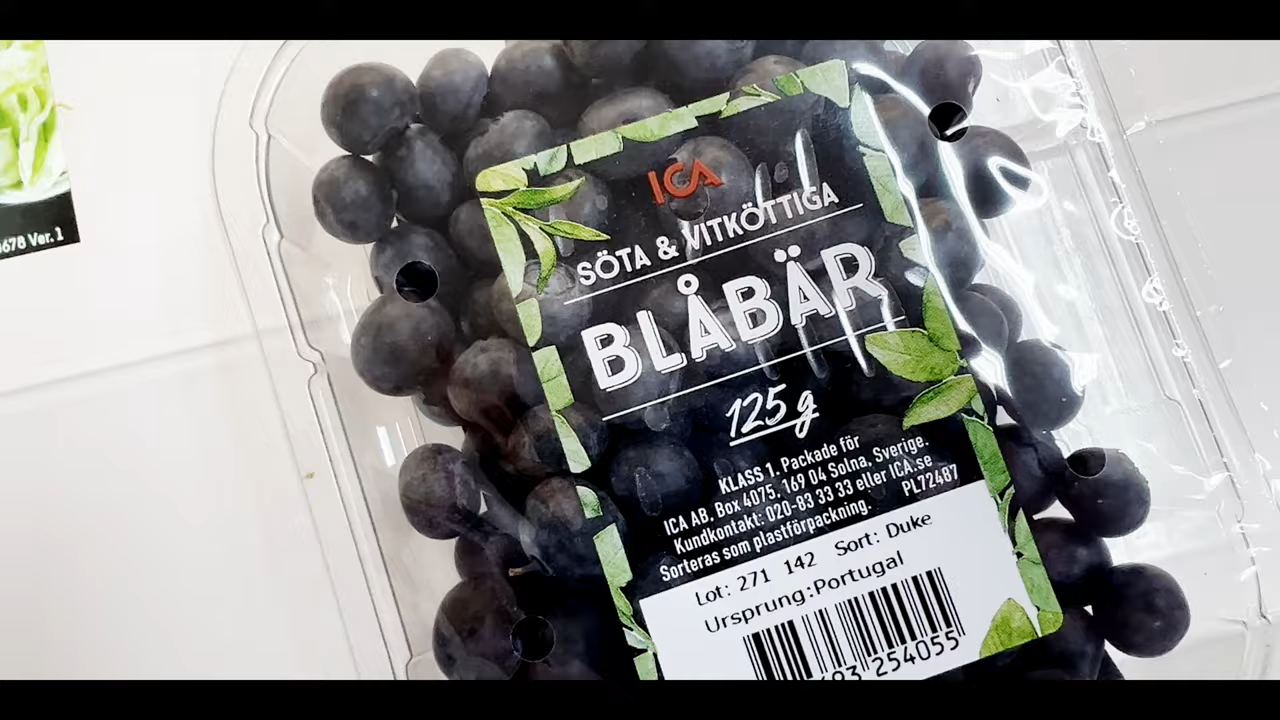 678 Ver. 1
ICA
SÖTA & VITKÖTTIGA
BLÅBÄR
125 g
KLASS 1. Packade för
ICA AB, Box 4075, 169 04 Solna, Sverige.
Kundkontakt: 020-83 33 33 eller ICA.se
Sorteras som plastförpackning.
PL72487
Lot: 271 142 Sort: Duke
Ursprung:Portugal
254055